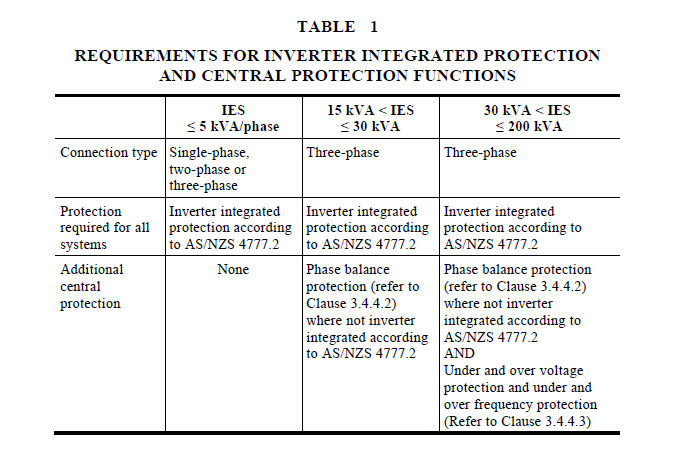 TABLE 1
REQUIREMENTS FOR INVERTER INTEGRATED PROTECTION
AND CENTRAL PROTECTION FUNCTIONS
IES
≤ 5 kVA/phase
15 kVA < IES
≤ 30 kVA
30 kVA < IES
≤ 200 kVA
Connection type
Single-phase,
two-phase or
three-phase
Three-phase
Three-phase
Protection
required for all
systems
Inverter integrated
protection according
to AS/NZS 4777.2
Inverter integrated
protection according
to AS/NZS 4777.2
Inverter integrated
protection according to
AS/NZS 4777.2
Additional
central
protection
None
Phase balance
protection (refer to
Clause 3.4.4.2)
where not inverter
integrated according
to AS/NZS 4777.2
Phase balance protection
(refer to Clause 3.4.4.2)
where not inverter
integrated according to
AS/NZS 4777.2
AND
Under and over voltage
protection and under and
over frequency protection
(Refer to Clause 3.4.4.3)